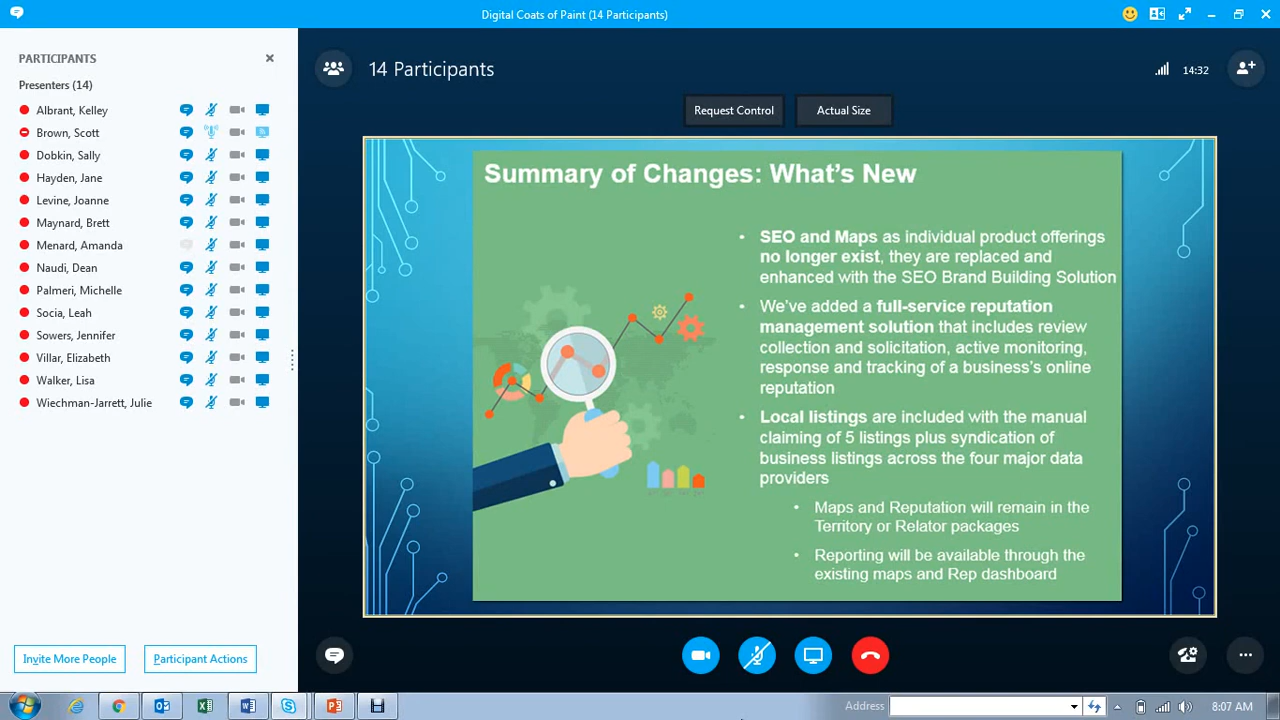 Digital Coats of Paint (14 Participants)
PARTICIPANTS
Presenters (14)
Albrant, Kelley
Brown, Scott
Dobkin, Sally
Hayden, Jane
Levine, Joanne
Maynard, Brett
Menard, Amanda
Naudi, Dean
Palmeri, Michelle
Socia, Leah
Sowers, Jennifer
Villar, Elizabeth
Walker, Lisa
Wiechman-Jarrett, Julie
Invite More People
Participant Actions
14 Participants
14:32
Request Control
Actual Size
Summary of Changes: What's New
• SEO and Maps as individual product offerings
no longer exist, they are replaced and
enhanced with the SEO Brand Building Solution
• We've added a full-service reputation
management solution that includes review
collection and solicitation, active monitoring,
response and tracking of a business's online
reputation
• Local listings are included with the manual
claiming of 5 listings plus syndication of
business listings across the four major data
providers
• Maps and Reputation will remain in the
Territory or Relator packages
• Reporting will be available through the
existing maps and Rep dashboard
Address
8:07 AM